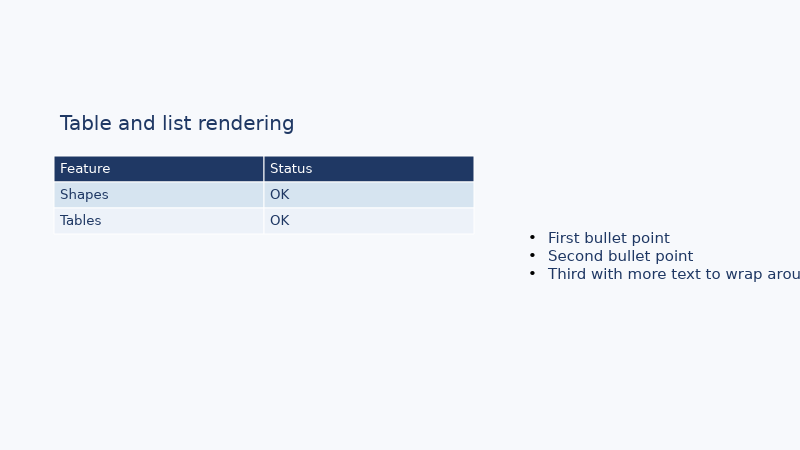 Table and list rendering
Feature Status
Shapes OK
Tables OK
• First bullet point
• Second bullet point
• Third with more text to wrap